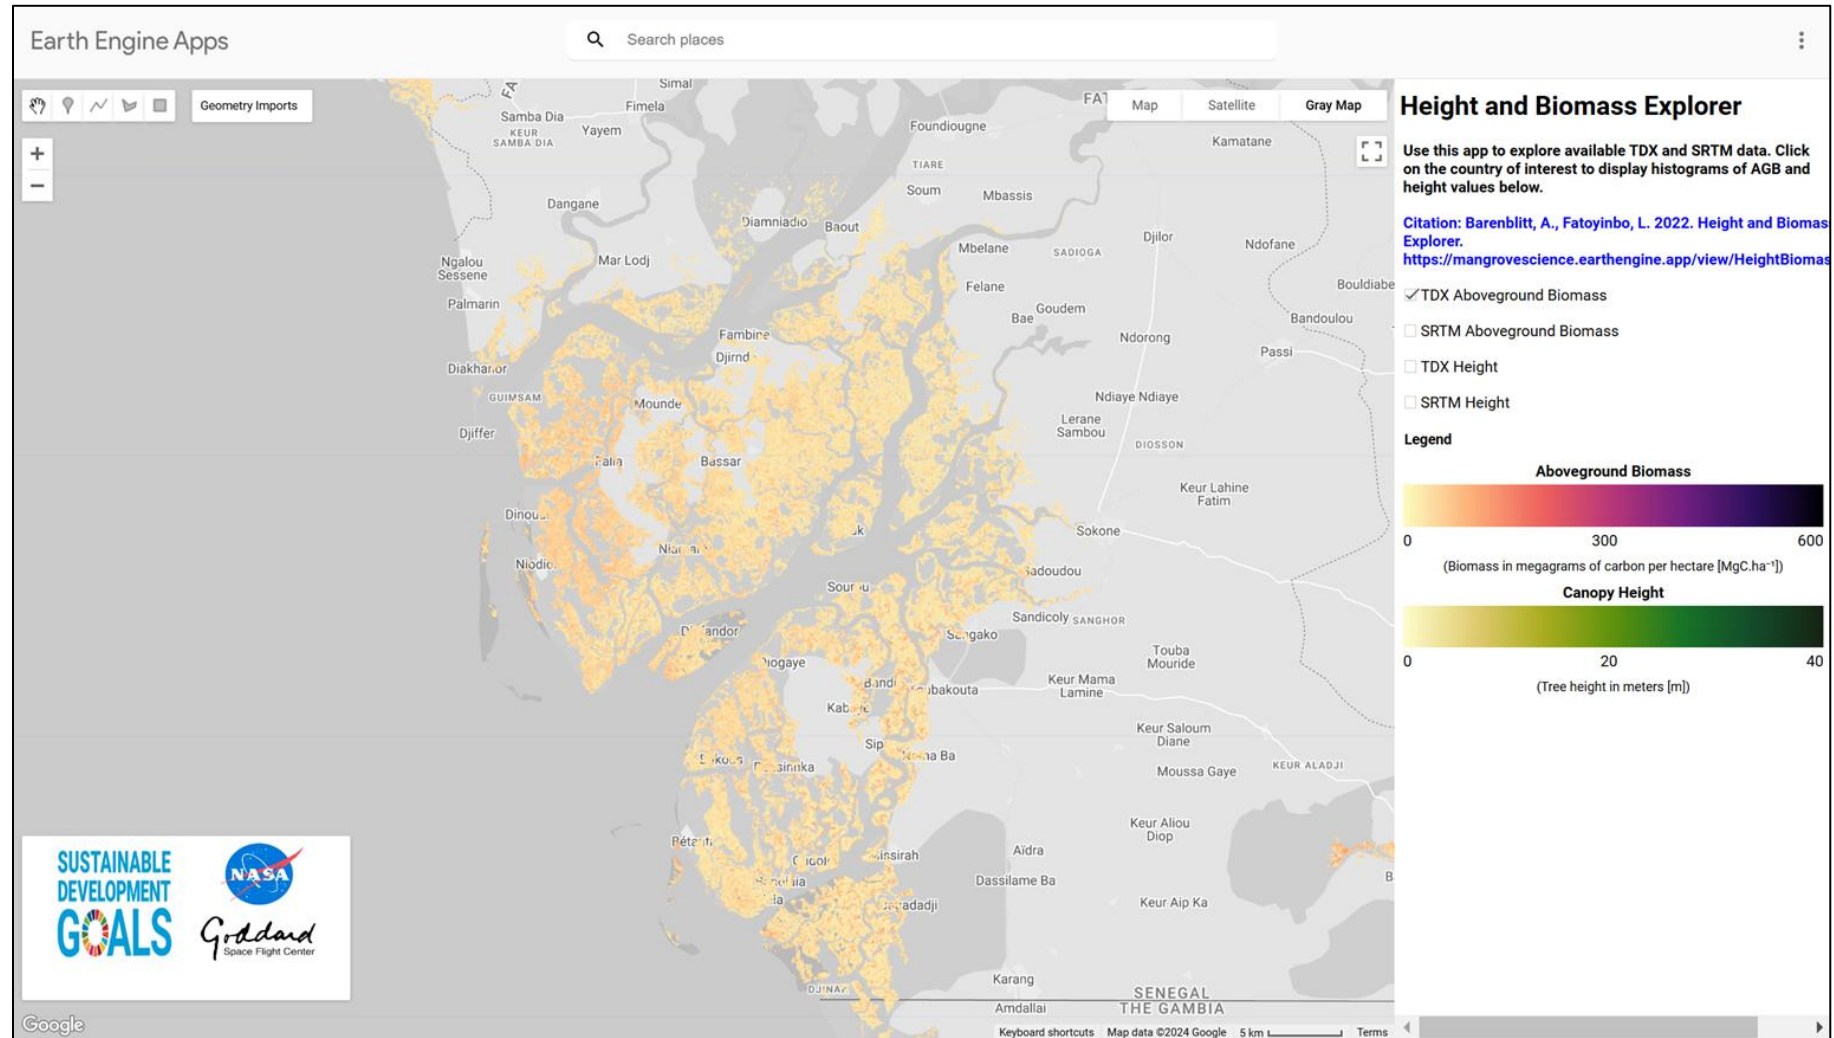 Earth Engine Apps
Search places
Geometry Imports
Map
Satellite
Gray Map
Simal
Fimela
Samba Dia
KEUR
SAMBA DIA
Yayem
Foundiougne
Kamatane
TIARE
Soum
Mbassis
Dangane
Diamniadio
Baout
Mbelane
SADIOGA
Djilor
Ndofane
Ngalou
Sessene
Mar Lodj
Felane
Palmarin
Goudem
Bae
Bandoulou
Fambine
Ndorong
Passi
Djirnd
Diakhanor
GUIMSAM
Mounde
Ndiaye Ndiaye
Lerane
Sambou
Djiffer
DIOSSON
Bassar
Keur Lahine
Fatim
Sokone
Sandicoly
SANGHOR
Touba
Mouride
Keur Mama
Lamine
Keur Saloum
Diane
KEUR ALADJI
Moussa Gaye
Keur Aliou
Diop
Aïdra
Dassilame Ba
Keur Aip Ka
Karang
SENEGAL
THE GAMBIA
Amdallai
SUSTAINABLE
DEVELOPMENT
GOALS
NASA
Goddard
Space Flight Center
Google
Keyboard shortcuts
Map data ©2024 Google
5 km
Terms
Height and Biomass Explorer
Use this app to explore available TDX and SRTM data. Click
on the country of interest to display histograms of AGB and
height values below.
Citation: Barenblitt, A., Fatoyinbo, L. 2022. Height and Biomas
Explorer.
https://mangrovescience.earthengine.app/view/HeightBiomas
TDX Aboveground Biomass
SRTM Aboveground Biomass
TDX Height
SRTM Height
Legend
Aboveground Biomass
0 300 600
(Biomass in megagrams of carbon per hectare [MgC.ha⁻¹])
Canopy Height
0 20 40
(Tree height in meters [m])